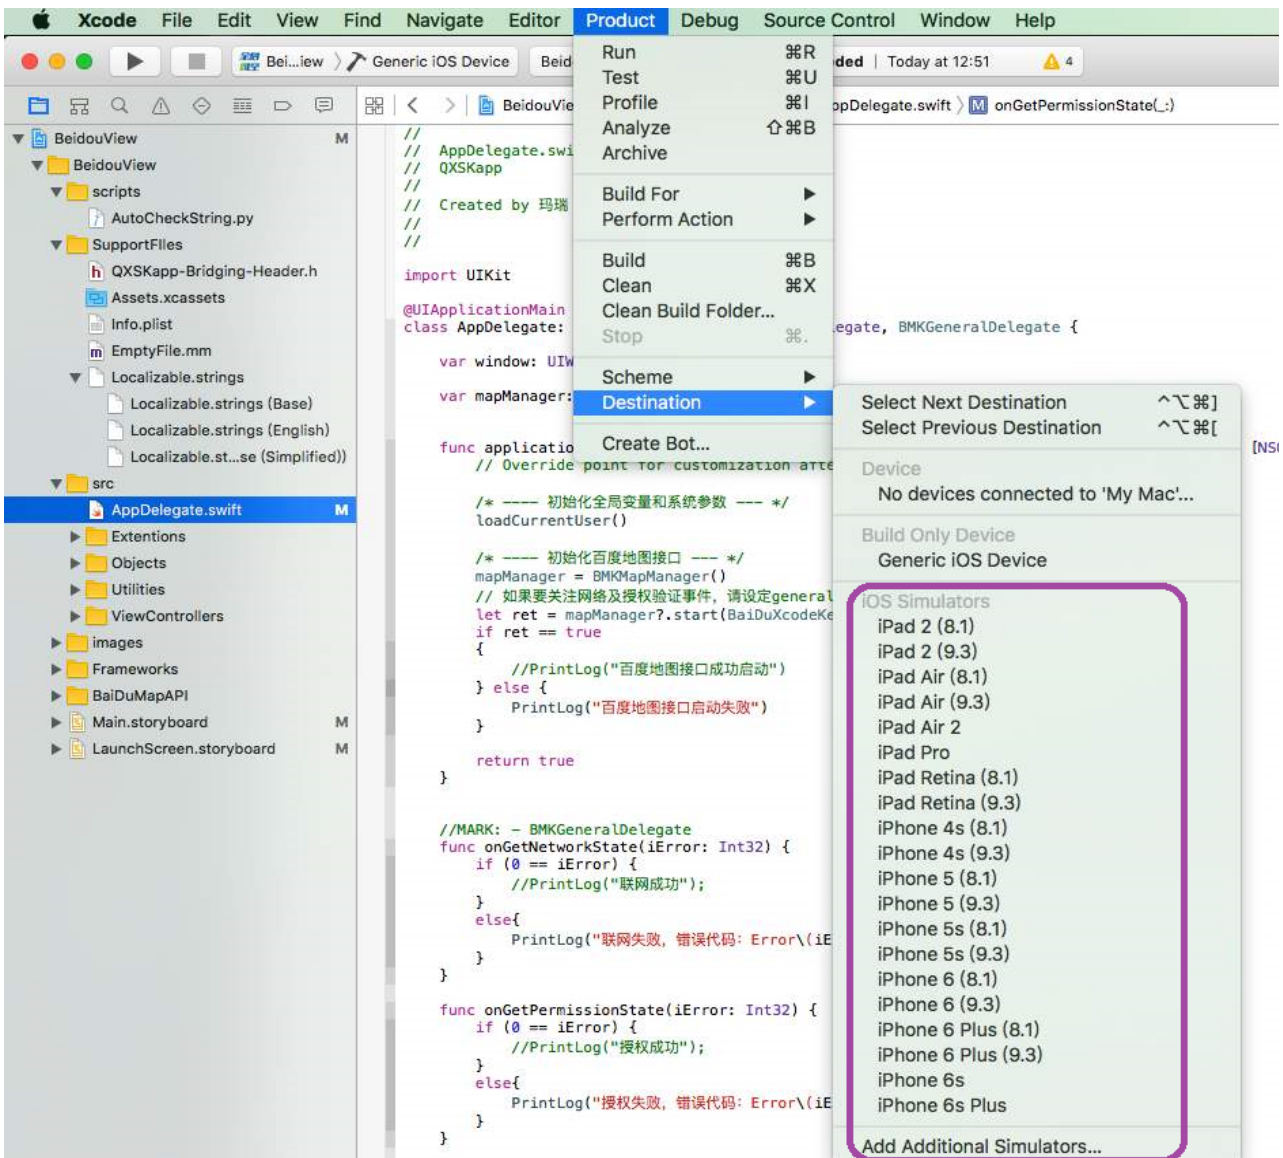 Xcode File Edit View Find Navigate Editor Product Debug Source Control Window Help
Bei...iew Generic iOS Device Beid ded | Today at 12:51 4
BeidouVie ppDelegate.swift M onGetPermissionState(_:)
BeidouView M
BeidouView
scripts
AutoCheckString.py
SupportFIles
h QXSKapp-Bridging-Header.h
Assets.xcassets
Info.plist
m EmptyFile.mm
Localizable.strings
Localizable.strings (Base)
Localizable.strings (English)
Localizable.st...se (Simplified))
src
AppDelegate.swift M
Extentions
Objects
Utilities
ViewControllers
images
Frameworks
BaiDuMapAPI
Main.storyboard M
LaunchScreen.storyboard M
//
// AppDelegate.swi
// QXSKapp
//
// Created by 玛瑞
//
//
import UIKit
@UIApplicationMain
class AppDelegate: egate, BMKGeneralDelegate {
var window: UIW
var mapManager:
func applicatio [NSO
// Override point for customization afte
/* ---- 初始化全局变量和系统参数 --- */
loadCurrentUser()
/* ---- 初始化百度地图接口 --- */
mapManager = BMKMapManager()
// 如果要关注网络及授权验证事件，请设定general
let ret = mapManager?.start(BaiDuXcodeKe
if ret == true
{
//PrintLog("百度地图接口成功启动")
} else {
PrintLog("百度地图接口启动失败")
}
return true
}
//MARK: - BMKGeneralDelegate
func onGetNetworkState(iError: Int32) {
if (0 == iError) {
//PrintLog("联网成功");
}
else{
PrintLog("联网失败，错误代码：Error\(iE
}
}
func onGetPermissionState(iError: Int32) {
if (0 == iError) {
//PrintLog("授权成功");
}
else{
PrintLog("授权失败，错误代码：Error\(iE
}
}
Run ⌘R
Test ⌘U
Profile ⌘I
Analyze ⇧⌘B
Archive
Build For
Perform Action
Build ⌘B
Clean ⌘K
Clean Build Folder...
Stop ⌘.
Scheme
Destination
Create Bot...
Select Next Destination ^⌥⌘]
Select Previous Destination ^⌥⌘[
Device
No devices connected to 'My Mac'...
Build Only Device
Generic iOS Device
iOS Simulators
iPad 2 (8.1)
iPad 2 (9.3)
iPad Air (8.1)
iPad Air (9.3)
iPad Air 2
iPad Pro
iPad Retina (8.1)
iPad Retina (9.3)
iPhone 4s (8.1)
iPhone 4s (9.3)
iPhone 5 (8.1)
iPhone 5 (9.3)
iPhone 5s (8.1)
iPhone 5s (9.3)
iPhone 6 (8.1)
iPhone 6 (9.3)
iPhone 6 Plus (8.1)
iPhone 6 Plus (9.3)
iPhone 6s
iPhone 6s Plus
Add Additional Simulators...